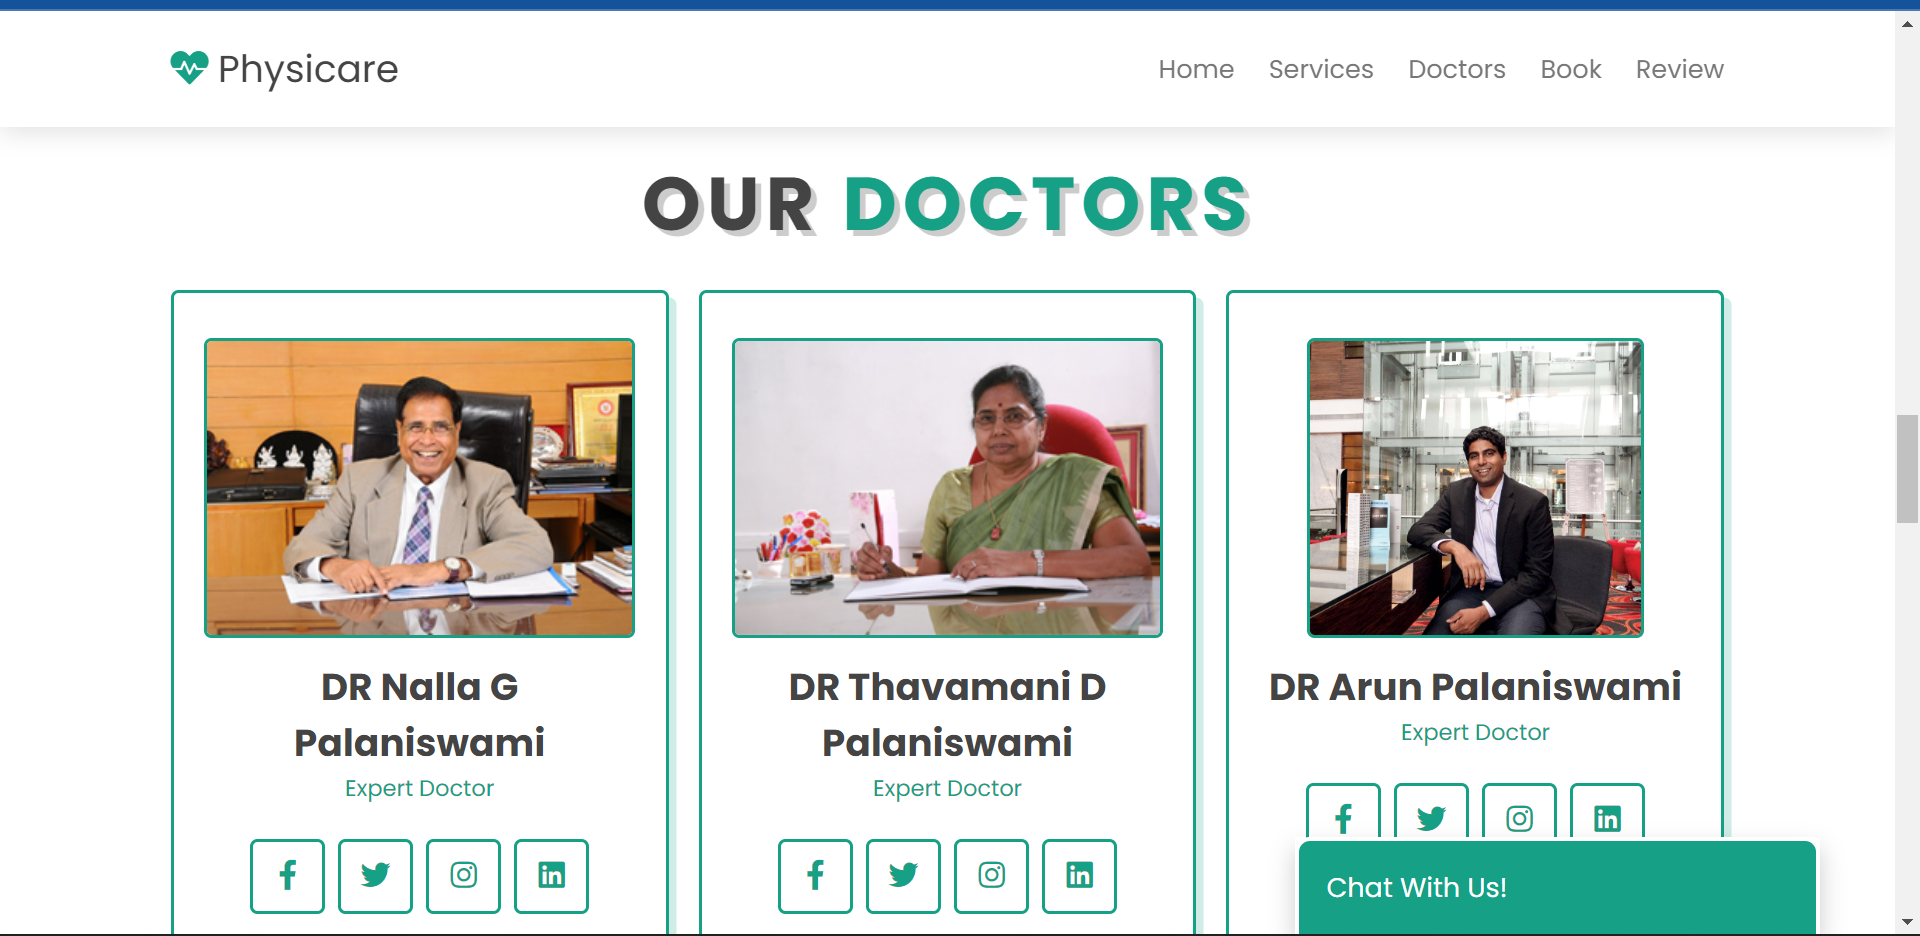 Physicare
Home Services Doctors Book Review
OUR DOCTORS
DR Nalla G
Palaniswami
Expert Doctor
DR Thavamani D
Palaniswami
Expert Doctor
DR Arun Palaniswami
Expert Doctor
Chat With Us!